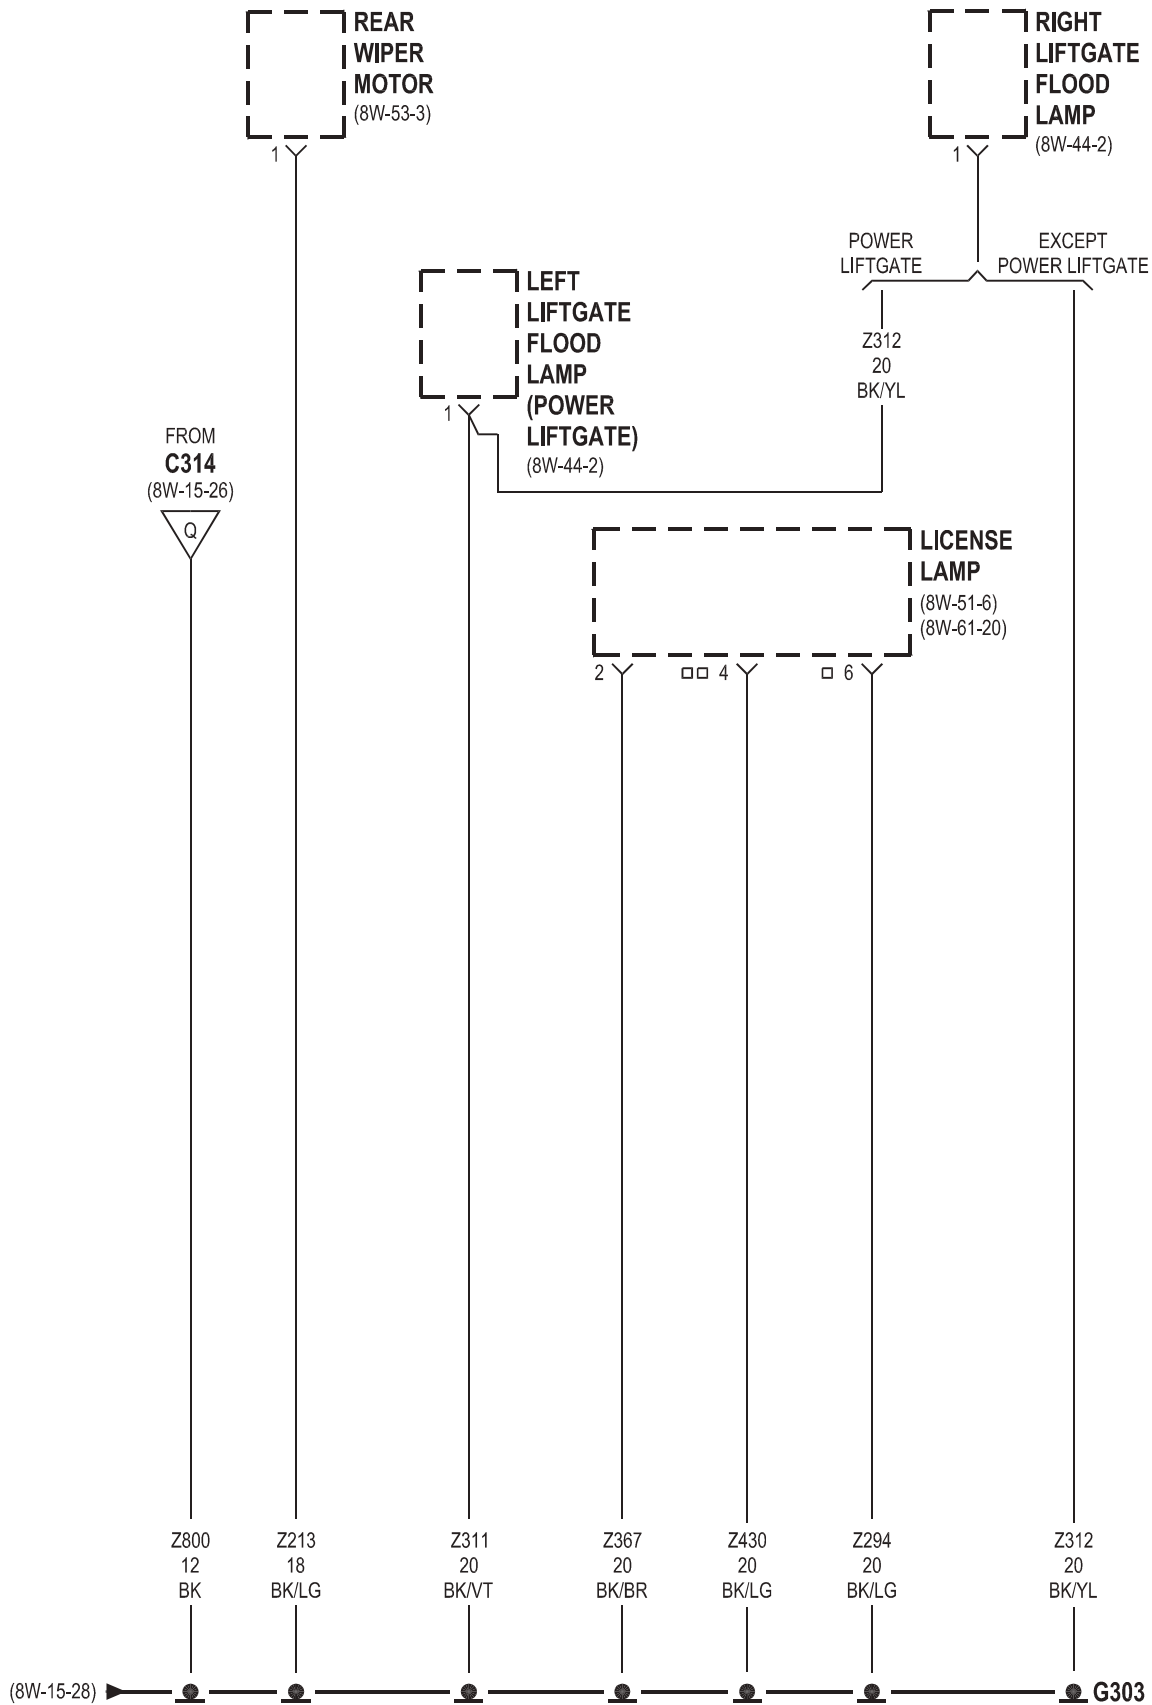 REAR
WIPER
MOTOR
(8W-53-3)
1
RIGHT
LIFTGATE
FLOOD
LAMP
(8W-44-2)
1
POWER
LIFTGATE
EXCEPT
POWER LIFTGATE
Z312
20
BK/YL
LEFT
LIFTGATE
FLOOD
LAMP
(POWER
LIFTGATE)
(8W-44-2)
1
FROM
C314
(8W-15-26)
Q
LICENSE
LAMP
(8W-51-6)
(8W-61-20)
2
4
6
Z800
12
BK
Z213
18
BK/LG
Z311
20
BK/VT
Z367
20
BK/BR
Z430
20
BK/LG
Z294
20
BK/LG
Z312
20
BK/YL
(8W-15-28)
G303